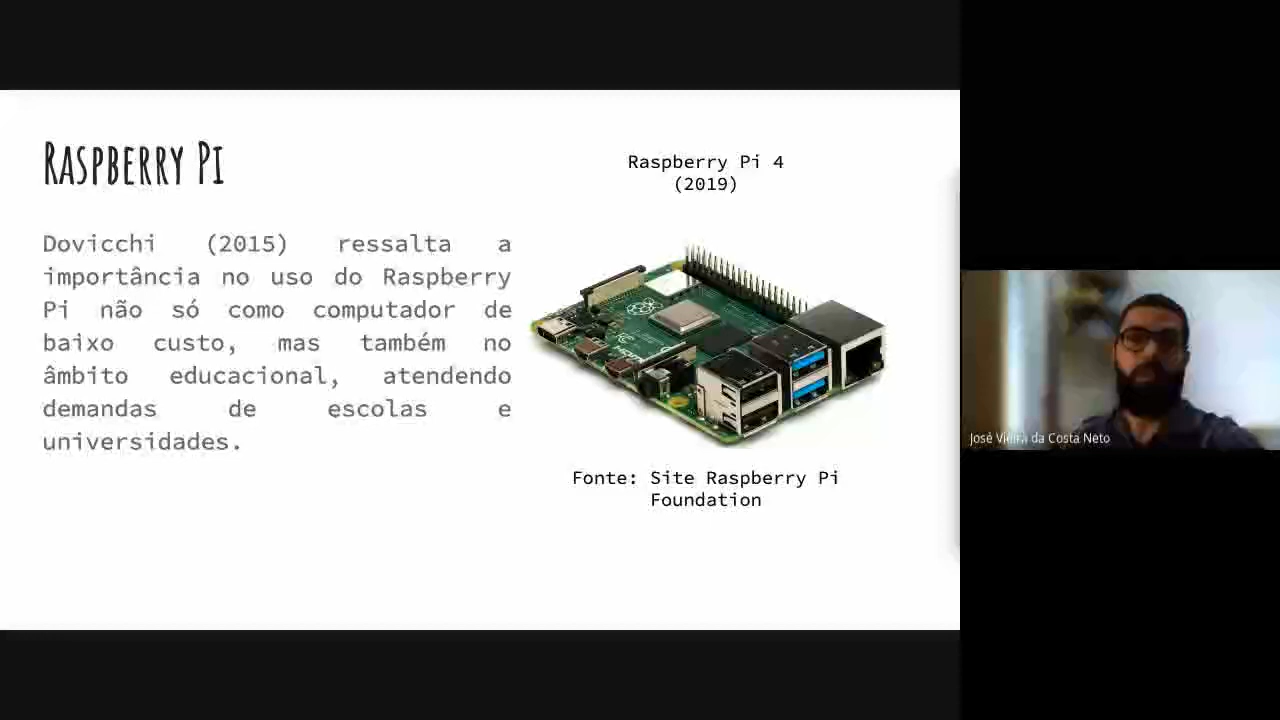 Raspberry Pi
Dovicchi (2015) ressalta a
importância no uso do Raspberry
Pi não só como computador de
baixo custo, mas também no
âmbito educacional, atendendo
demandas de escolas e
universidades.
Raspberry Pi 4
(2019)
HDMI
Fonte: Site Raspberry Pi
Foundation
José Vieira da Costa Neto